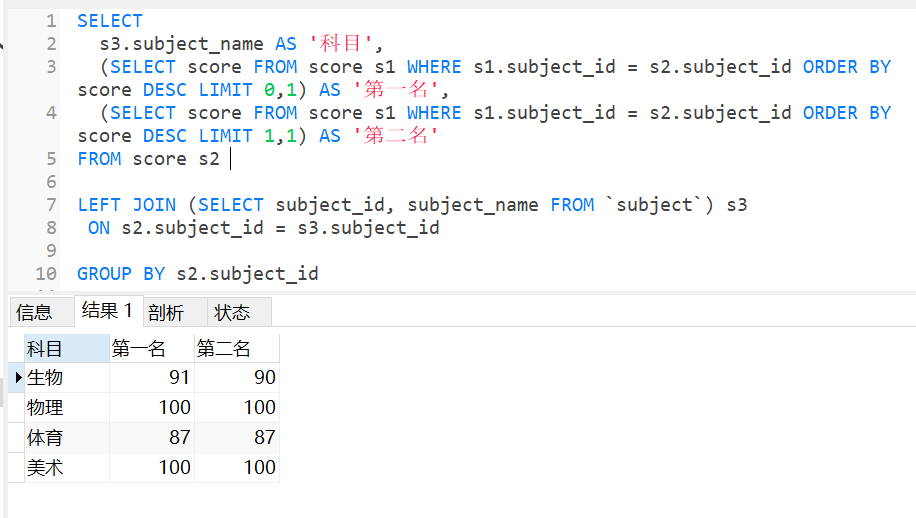 1 SELECT
2 s3.subject_name AS '科目',
3 (SELECT score FROM score s1 WHERE s1.subject_id = s2.subject_id ORDER BY
score DESC LIMIT 0,1) AS '第一名',
4 (SELECT score FROM score s1 WHERE s1.subject_id = s2.subject_id ORDER BY
score DESC LIMIT 1,1) AS '第二名'
5 FROM score s2
6
7 LEFT JOIN (SELECT subject_id, subject_name FROM `subject`) s3
8 ON s2.subject_id = s3.subject_id
9
10 GROUP BY s2.subject_id
信息 结果 1 剖析 状态
科目 第一名 第二名
生物 91 90
物理 100 100
体育 87 87
美术 100 100